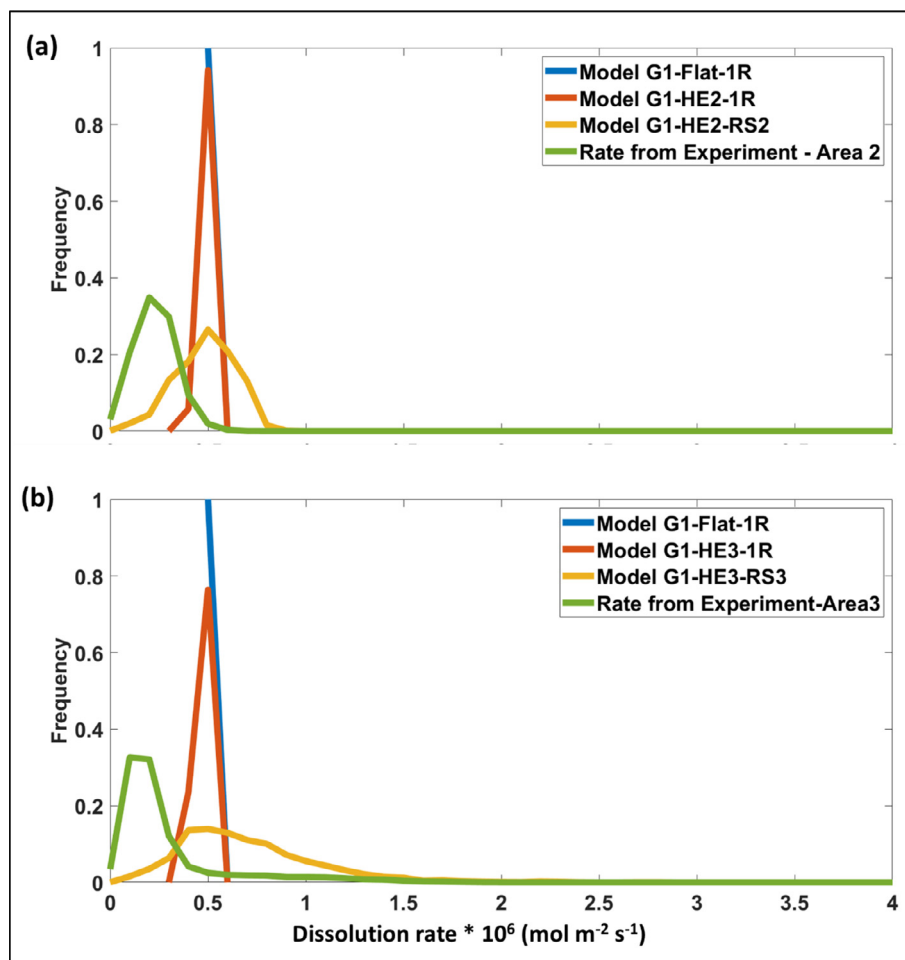 (a)
1
0.8
0.6
0.4
0.2
0
Frequency
Model G1-Flat-1R
Model G1-HE2-1R
Model G1-HE2-RS2
Rate from Experiment - Area 2
(b)
1
0.8
0.6
0.4
0.2
0
Frequency
Model G1-Flat-1R
Model G1-HE3-1R
Model G1-HE3-RS3
Rate from Experiment-Area3
0 0.5 1 1.5 2 2.5 3 3.5 4
Dissolution rate * 10⁶ (mol m⁻² s⁻¹)